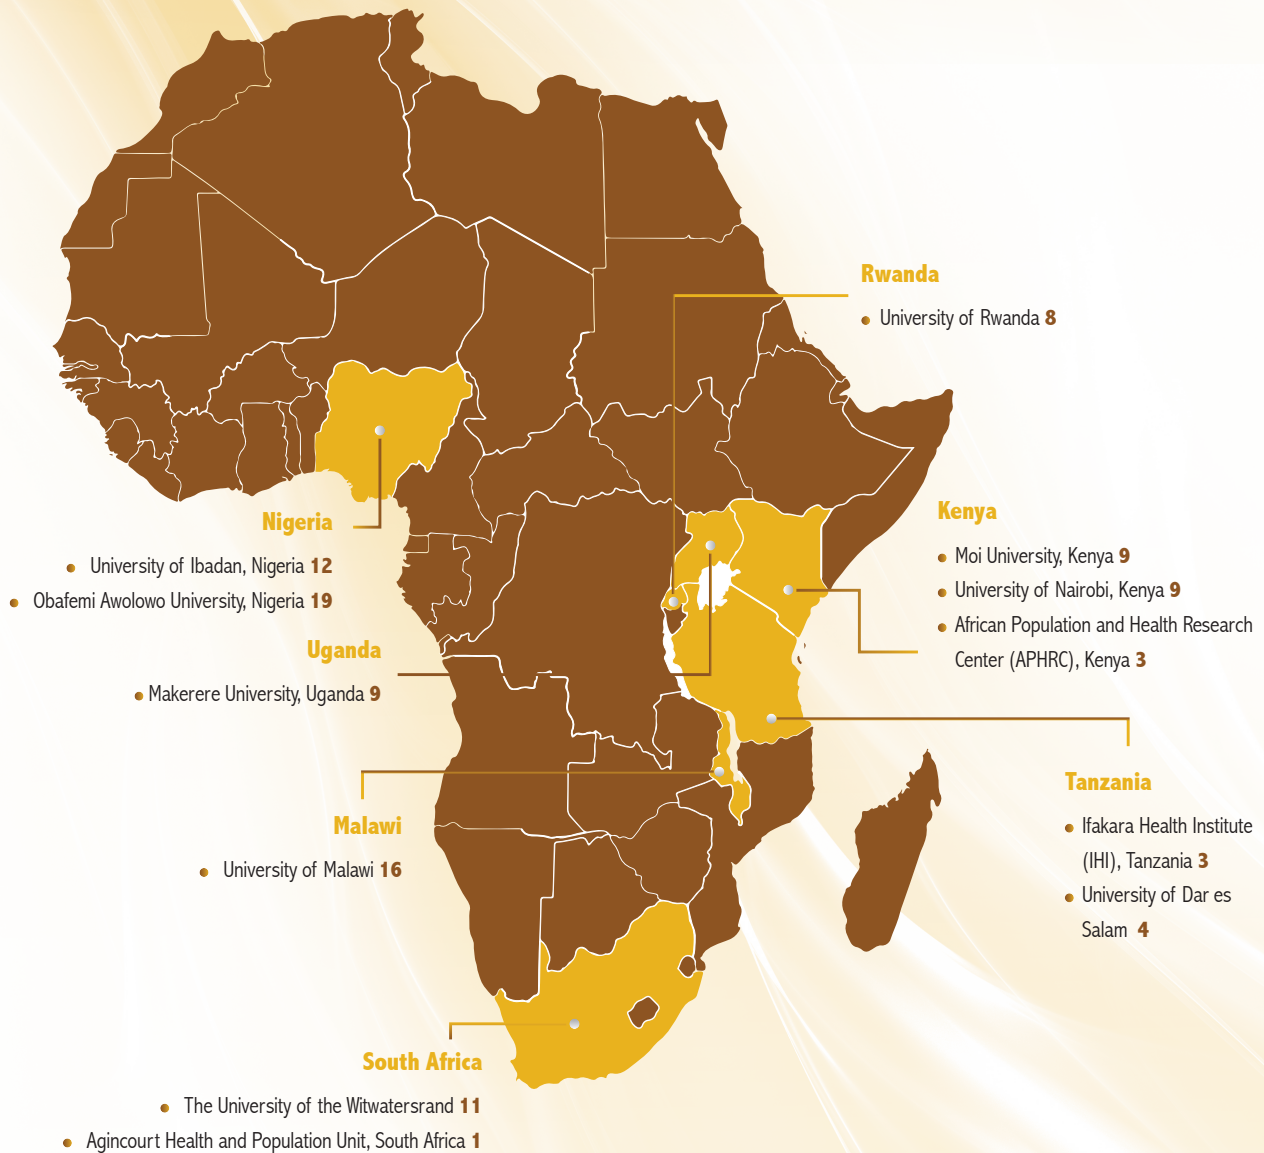 Rwanda
University of Rwanda 8
Nigeria
University of Ibadan, Nigeria 12
Obafemi Awolowo University, Nigeria 19
Kenya
Moi University, Kenya 9
University of Nairobi, Kenya 9
African Population and Health Research
Center (APHRC), Kenya 3
Uganda
Makerere University, Uganda 9
Tanzania
Ifakara Health Institute
(IHI), Tanzania 3
University of Dar es
Salam 4
Malawi
University of Malawi 16
South Africa
The University of the Witwatersrand 11
Agincourt Health and Population Unit, South Africa 1